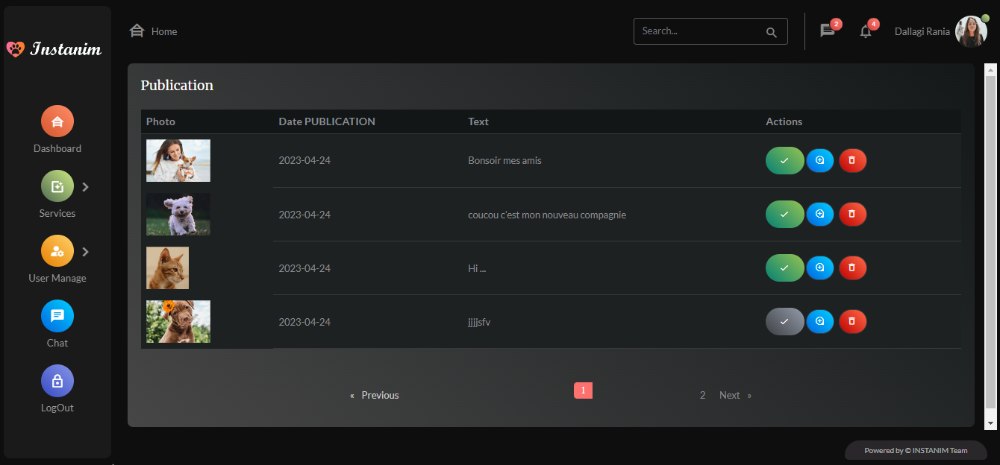 Instanim
Home
Search...
2
4
Dallagi Rania
Dashboard
Services
User Manage
Chat
LogOut
Publication
Photo Date PUBLICATION Text Actions
2023-04-24 Bonsoir mes amis
2023-04-24 coucou c'est mon nouveau compagnie
2023-04-24 Hi ...
2023-04-24 jjjjsfv
« Previous 1 2 Next »
Powered by © INSTANIM Team